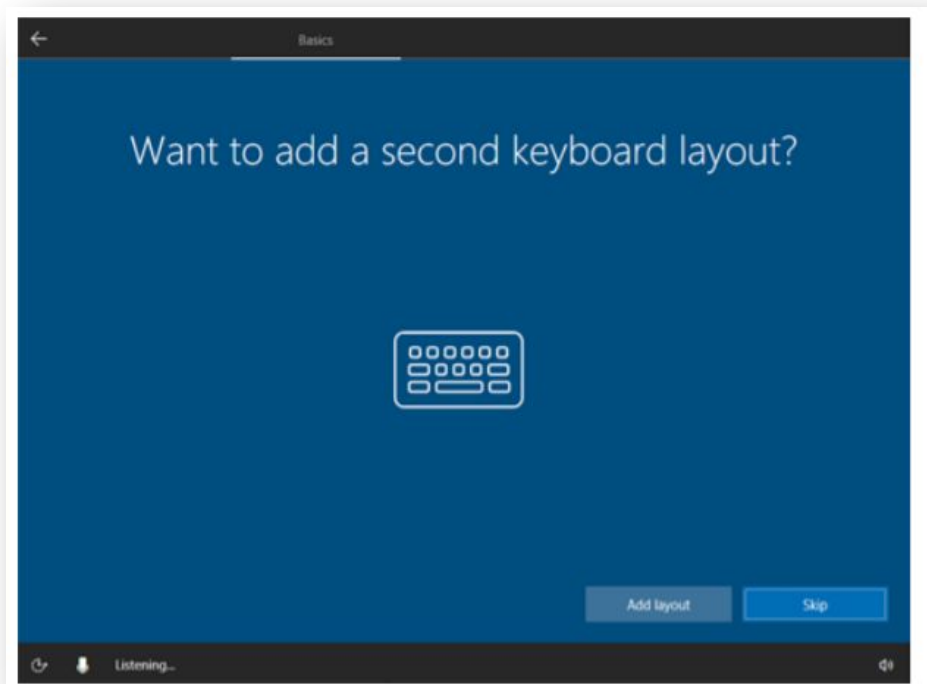 Basics
Want to add a second keyboard layout?
Add layout
Skip
Listening...